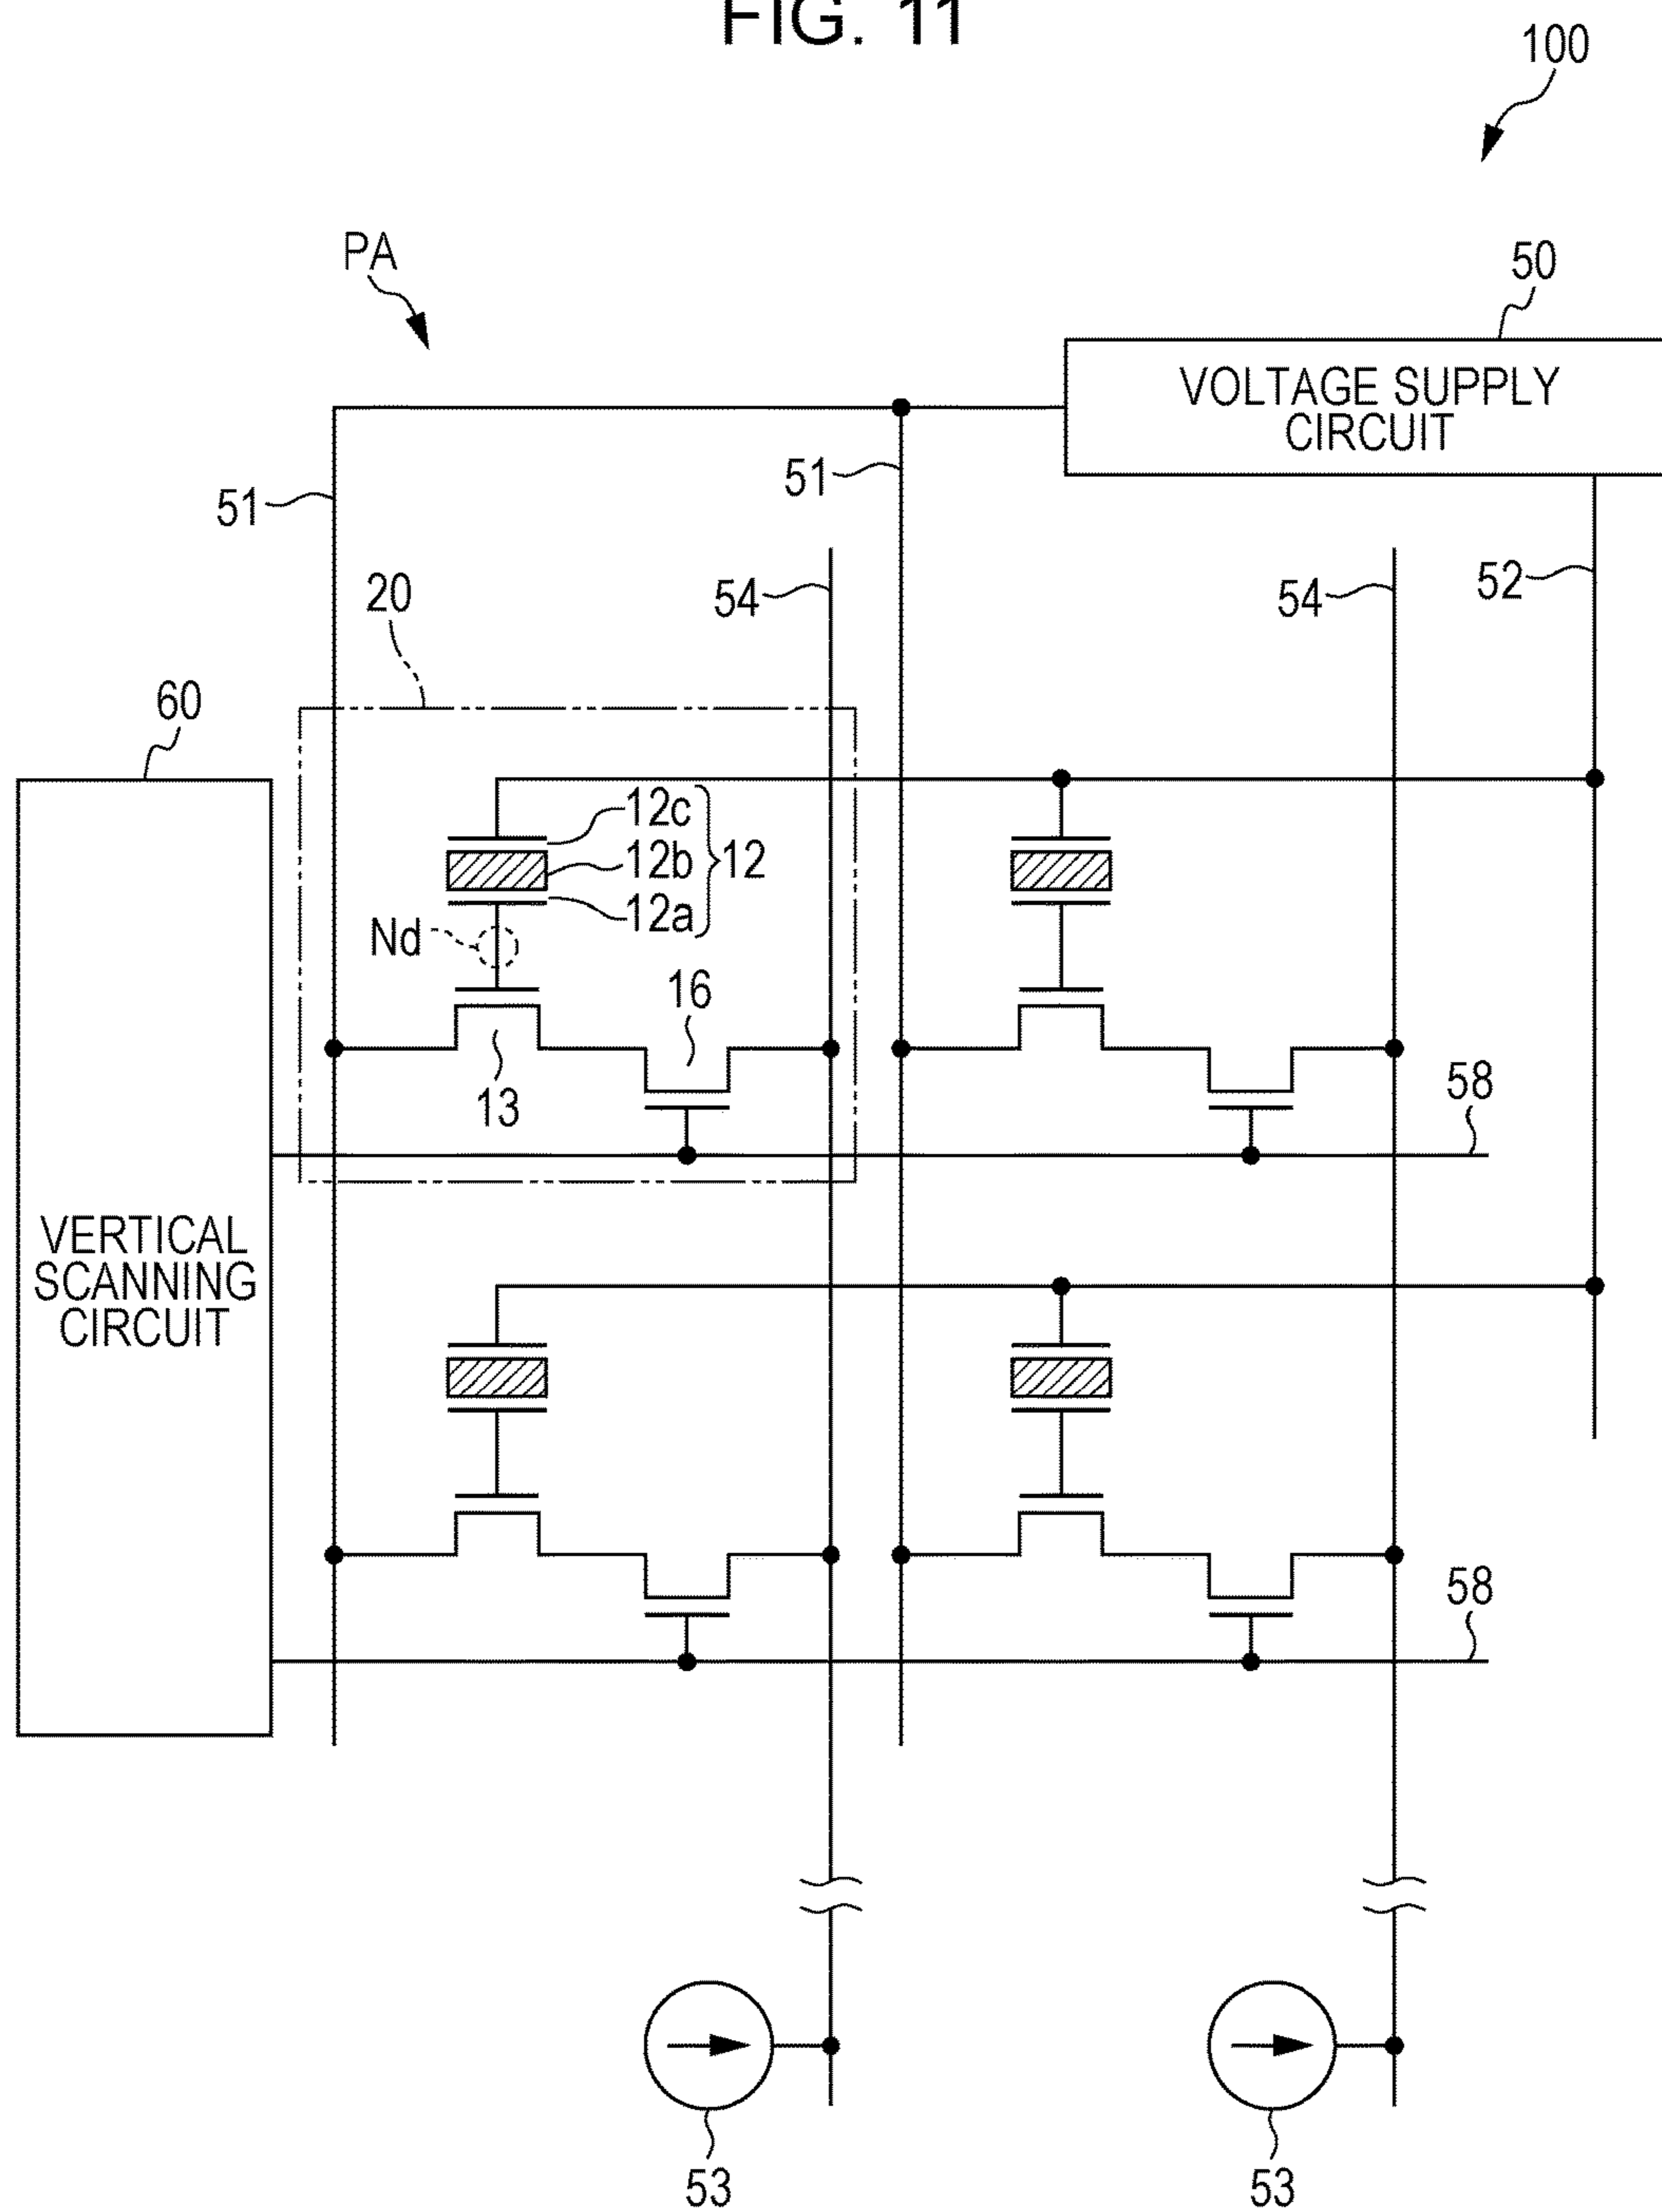 FIG. 11
100
PA
50
VOLTAGE SUPPLY
CIRCUIT
51
51
54
54
52
20
60
12c
12b
12
12a
Nd
16
13
58
VERTICAL
SCANNING
CIRCUIT
58
53
53